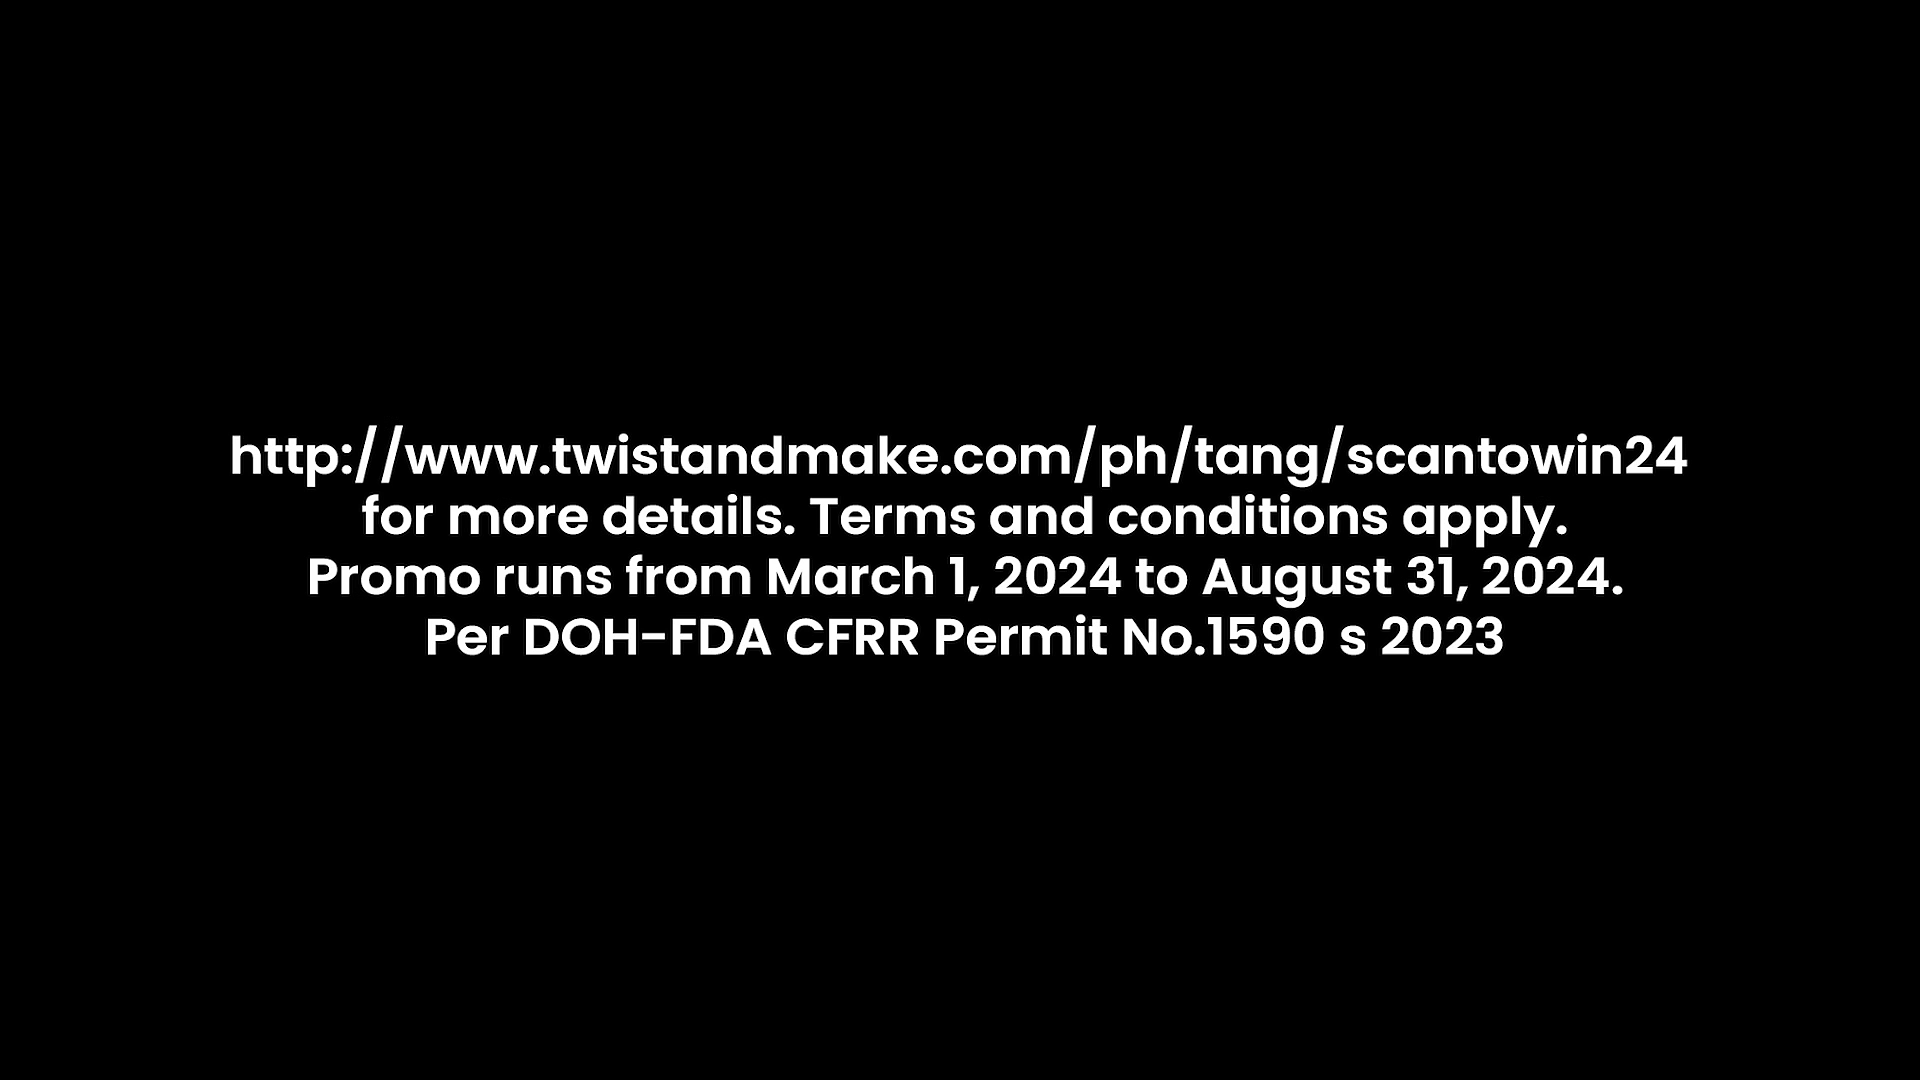 http://www.twistandmake.com/ph/tang/scantowin24
for more details. Terms and conditions apply.
Promo runs from March 1, 2024 to August 31, 2024.
Per DOH-FDA CFRR Permit No.1590 s 2023